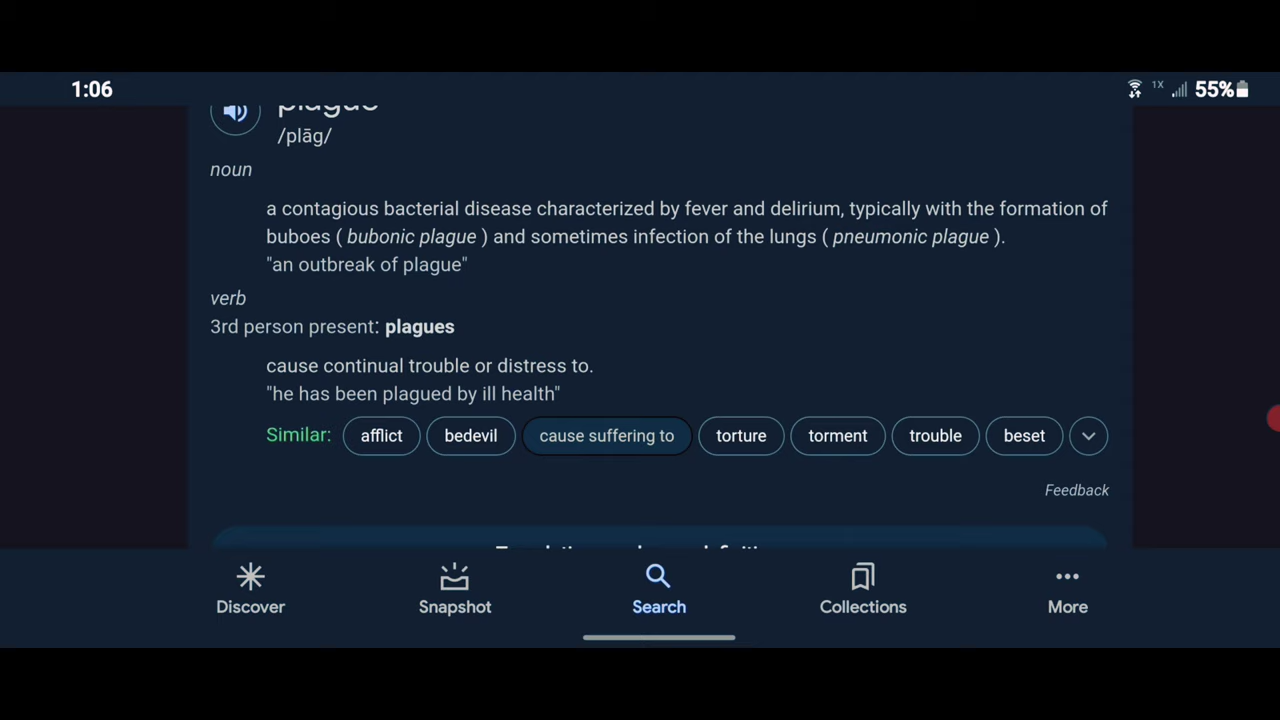 1:06
1X 55%
plague
/plāg/
noun
a contagious bacterial disease characterized by fever and delirium, typically with the formation of
buboes ( bubonic plague ) and sometimes infection of the lungs ( pneumonic plague ).
"an outbreak of plague"
verb
3rd person present: plagues
cause continual trouble or distress to.
"he has been plagued by ill health"
Similar: afflict bedevil cause suffering to torture torment trouble beset
Feedback
Discover Snapshot Search Collections More